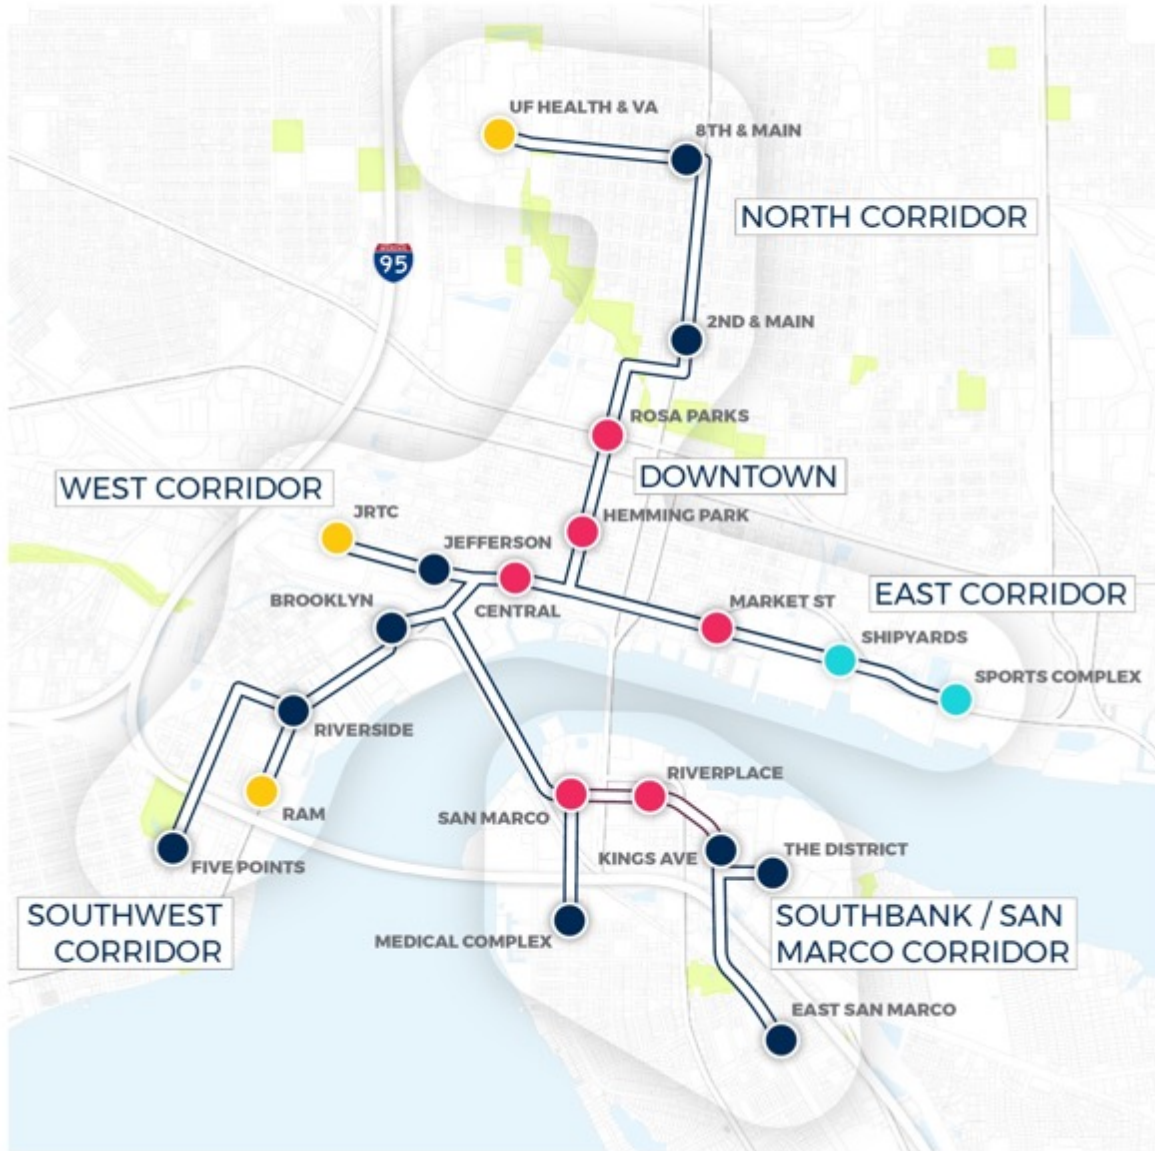 UF HEALTH & VA
8TH & MAIN
NORTH CORRIDOR
95
2ND & MAIN
ROSA PARKS
DOWNTOWN
WEST CORRIDOR
JRTC
HEMMING PARK
JEFFERSON
EAST CORRIDOR
BROOKLYN
CENTRAL
MARKET ST
SHIPYARDS
SPORTS COMPLEX
RIVERSIDE
RIVERPLACE
RAM
SAN MARCO
KINGS AVE
THE DISTRICT
FIVE POINTS
SOUTHWEST
CORRIDOR
SOUTHBANK / SAN
MARCO CORRIDOR
MEDICAL COMPLEX
EAST SAN MARCO